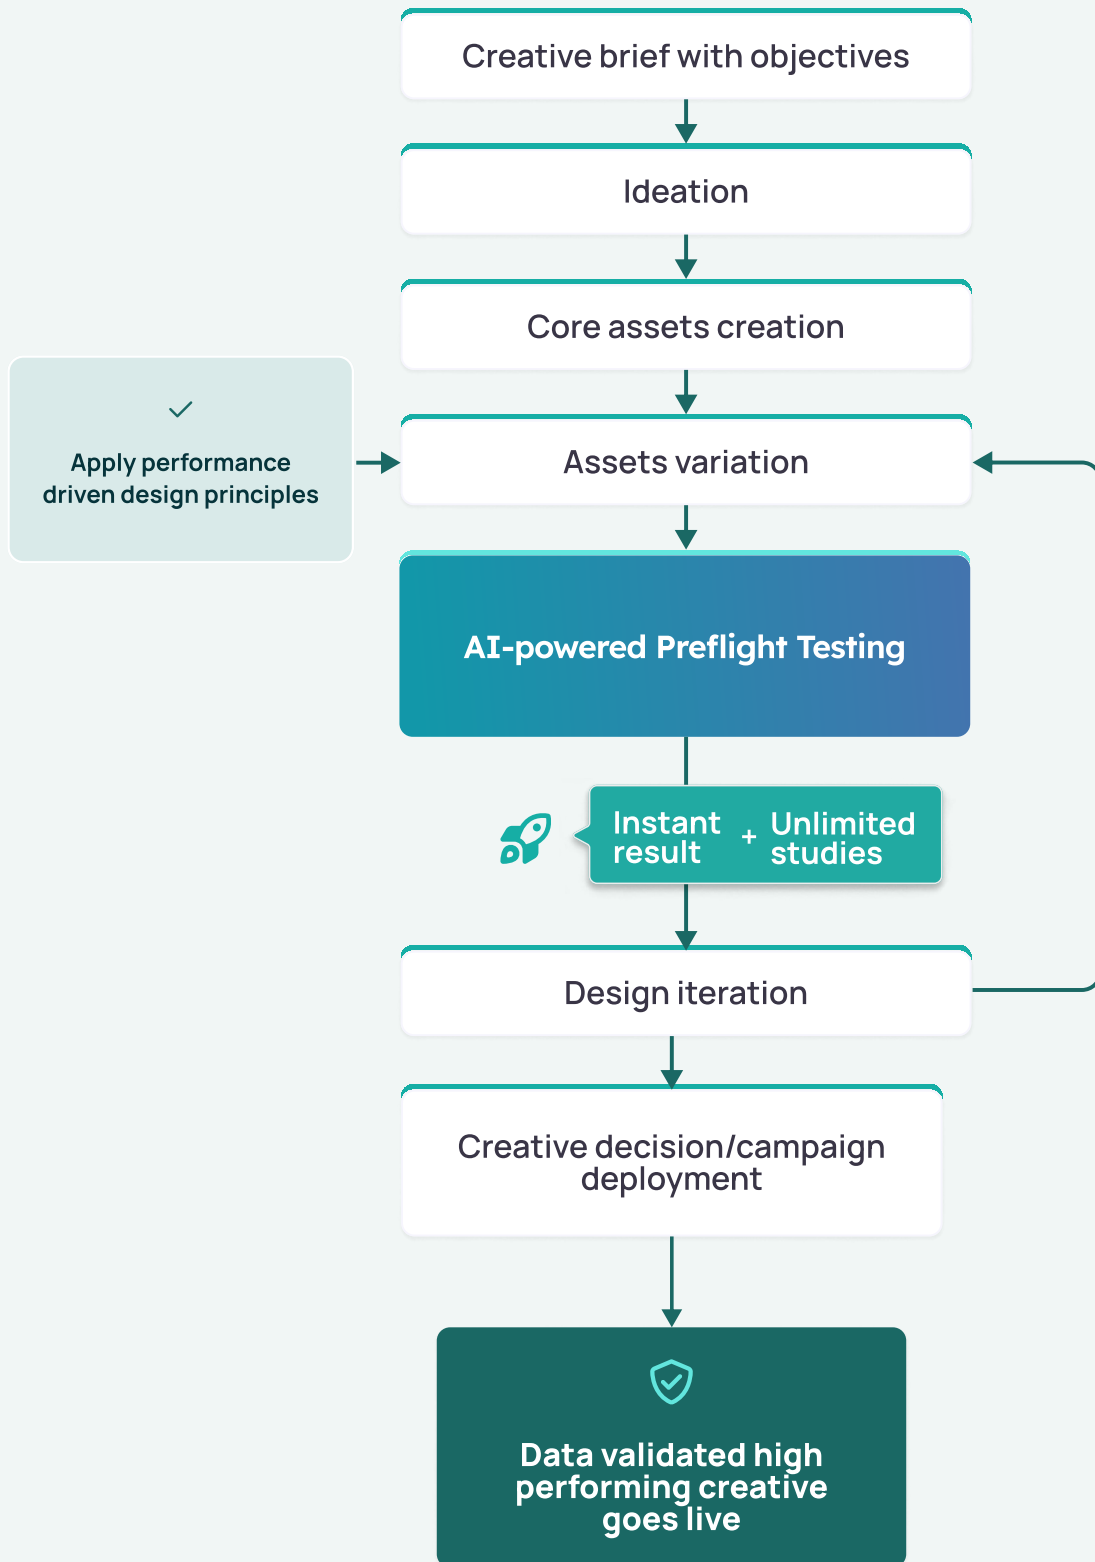 Creative brief with objectives
Ideation
Core assets creation
Apply performance
driven design principles
Assets variation
AI-powered Preflight Testing
Instant
result
+
Unlimited
studies
Design iteration
Creative decision/campaign
deployment
Data validated high
performing creative
goes live